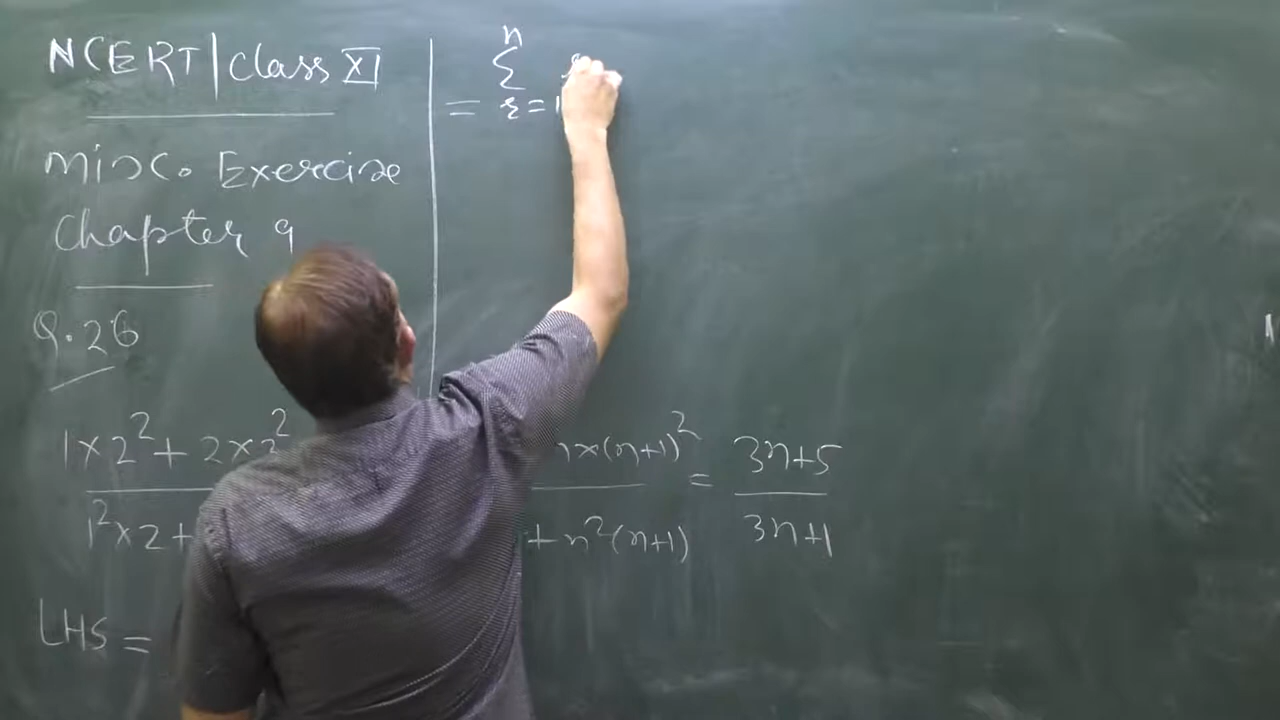 NCERT | Class XI
Misc. Exercise
Chapter 9
Q.26
1×2²+ 2×2² n×(n+1)² = 3n+5
1²×2+ + n²(n+1) 3n+1
LHS =
n
= Σ
r=1